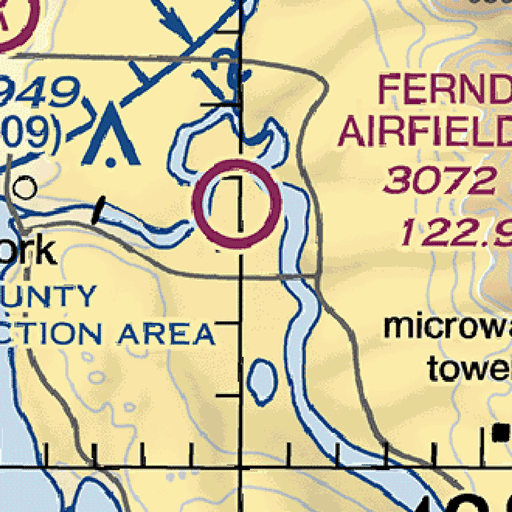 949
09)
FERND
AIRFIELD
3072
122.9
ork
UNTY
CTION AREA
microwa
towe